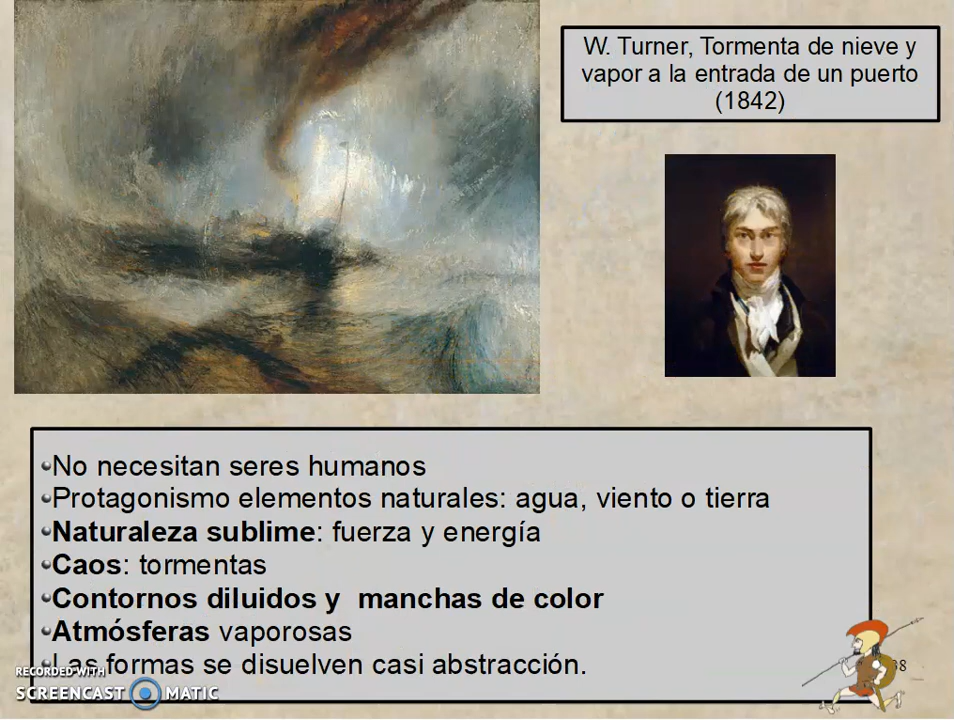 W. Turner, Tormenta de nieve y
vapor a la entrada de un puerto
(1842)
No necesitan seres humanos
Protagonismo elementos naturales: agua, viento o tierra
Naturaleza sublime: fuerza y energía
Caos: tormentas
Contornos diluidos y manchas de color
Atmósferas vaporosas
Las formas se disuelven casi abstracción.
RECORDED WITH
SCREENCAST MATIC